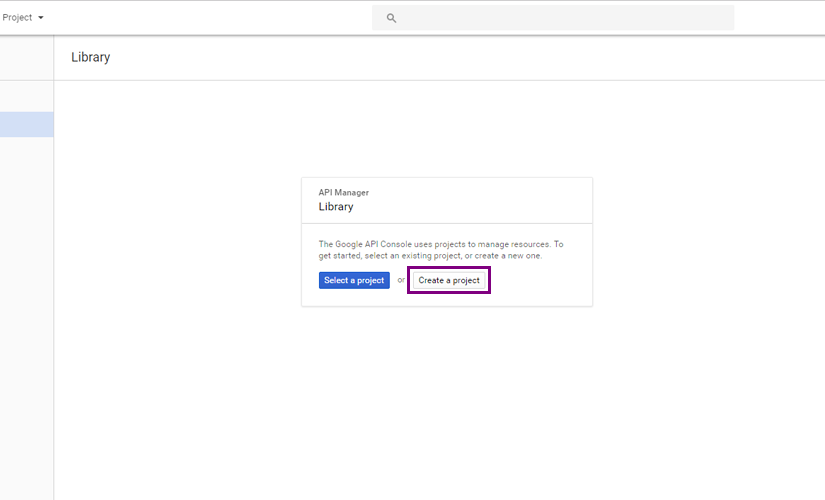 Project
Library
API Manager
Library
The Google API Console uses projects to manage resources. To
get started, select an existing project, or create a new one.
Select a project or Create a project